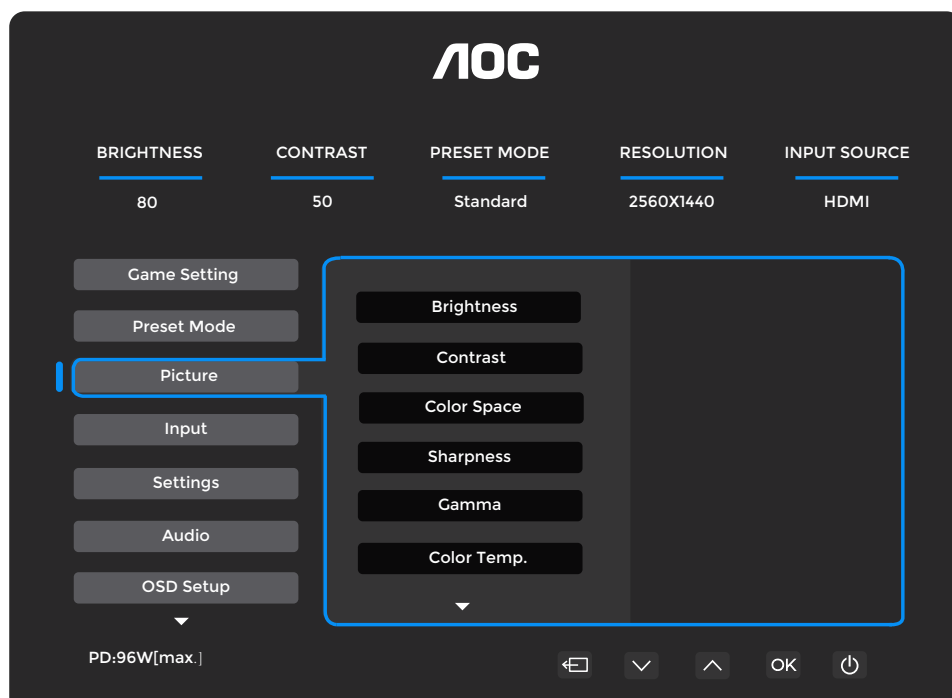 AOC
BRIGHTNESS CONTRAST PRESET MODE RESOLUTION INPUT SOURCE
80 50 Standard 2560X1440 HDMI
Game Setting
Preset Mode
Picture
Input
Settings
Audio
OSD Setup
Brightness
Contrast
Color Space
Sharpness
Gamma
Color Temp.
PD:96W[max.]
OK